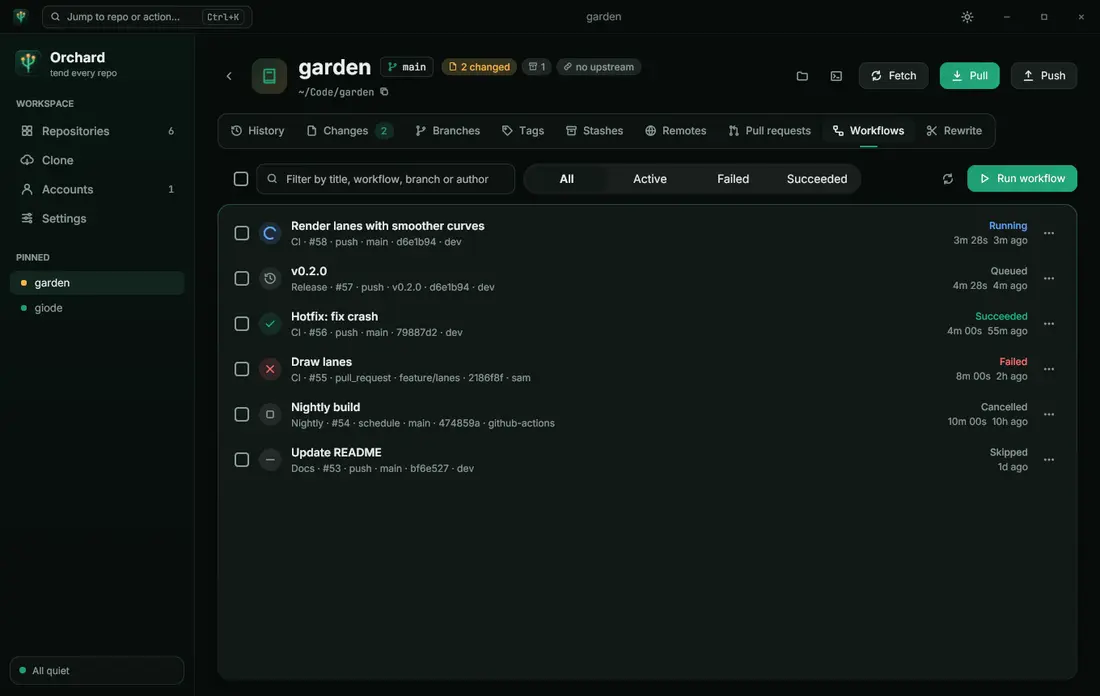 Jump to repo or action... Ctrl+K
garden
Orchard
tend every repo
WORKSPACE
Repositories 6
Clone
Accounts 1
Settings
PINNED
garden
giode
All quiet
garden main 2 changed 1 no upstream
~/Code/garden
Fetch Pull Push
History Changes 2 Branches Tags Stashes Remotes Pull requests Workflows Rewrite
Filter by title, workflow, branch or author All Active Failed Succeeded Run workflow
Render lanes with smoother curves Running
CI · #58 · push · main · d6e1b94 · dev 3m 28s 3m ago
v0.2.0 Queued
Release · #57 · push · v0.2.0 · d6e1b94 · dev 4m 28s 4m ago
Hotfix: fix crash Succeeded
CI · #56 · push · main · 79887d2 · dev 4m 00s 55m ago
Draw lanes Failed
CI · #55 · pull_request · feature/lanes · 2186f8f · sam 8m 00s 2h ago
Nightly build Cancelled
Nightly · #54 · schedule · main · 474859a · github-actions 10m 00s 10h ago
Update README Skipped
Docs · #53 · push · main · bf6e527 · dev 1d ago